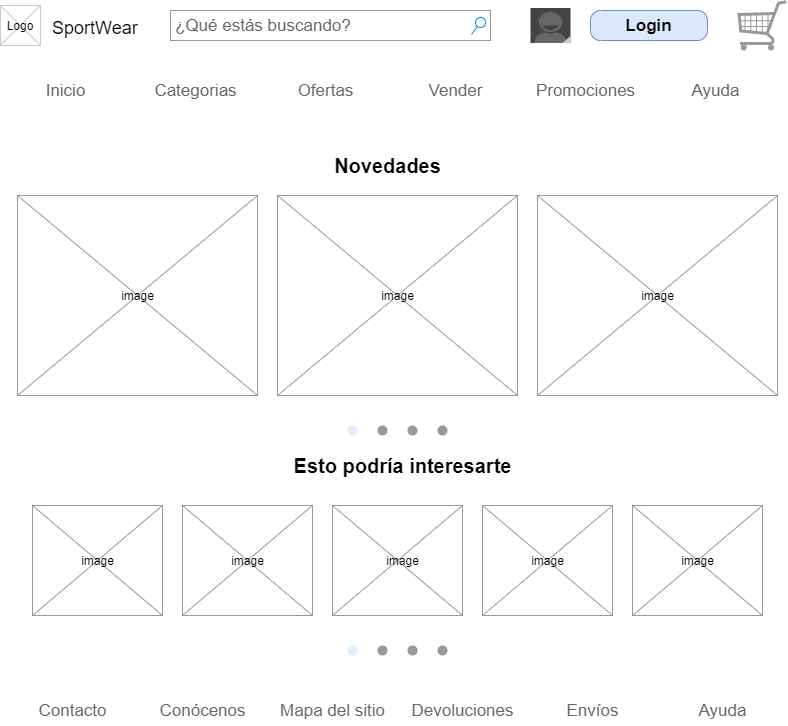 Logo
SportWear
¿Qué estás buscando?
Login
Inicio Categorias Ofertas Vender Promociones Ayuda
Novedades
image image image
Esto podría interesarte
image image image image image
Contacto Conócenos Mapa del sitio Devoluciones Envíos Ayuda